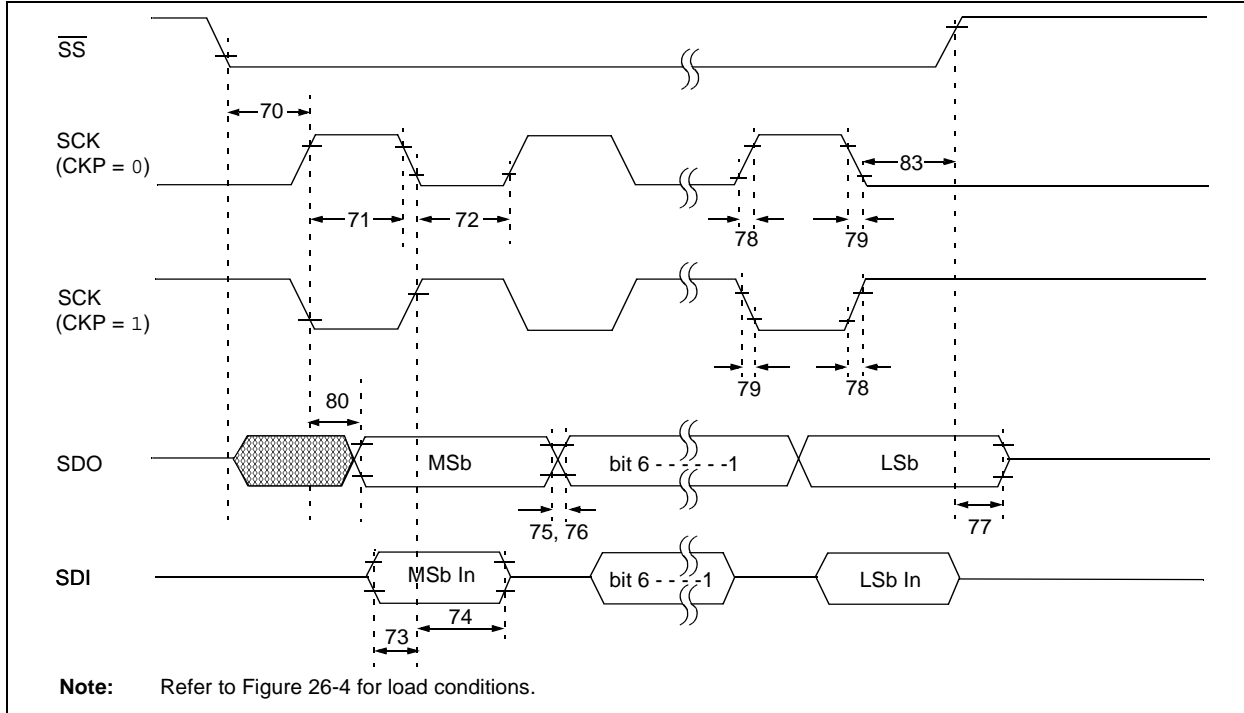 SS
70
SCK
(CKP = 0)
83
71
72
78
79
SCK
(CKP = 1)
79
78
80
SDO
MSb
bit 6 - - - - - -1
LSb
75, 76
77
SDI
MSb In
bit 6 - - - -1
LSb In
74
73
Note: Refer to Figure 26-4 for load conditions.